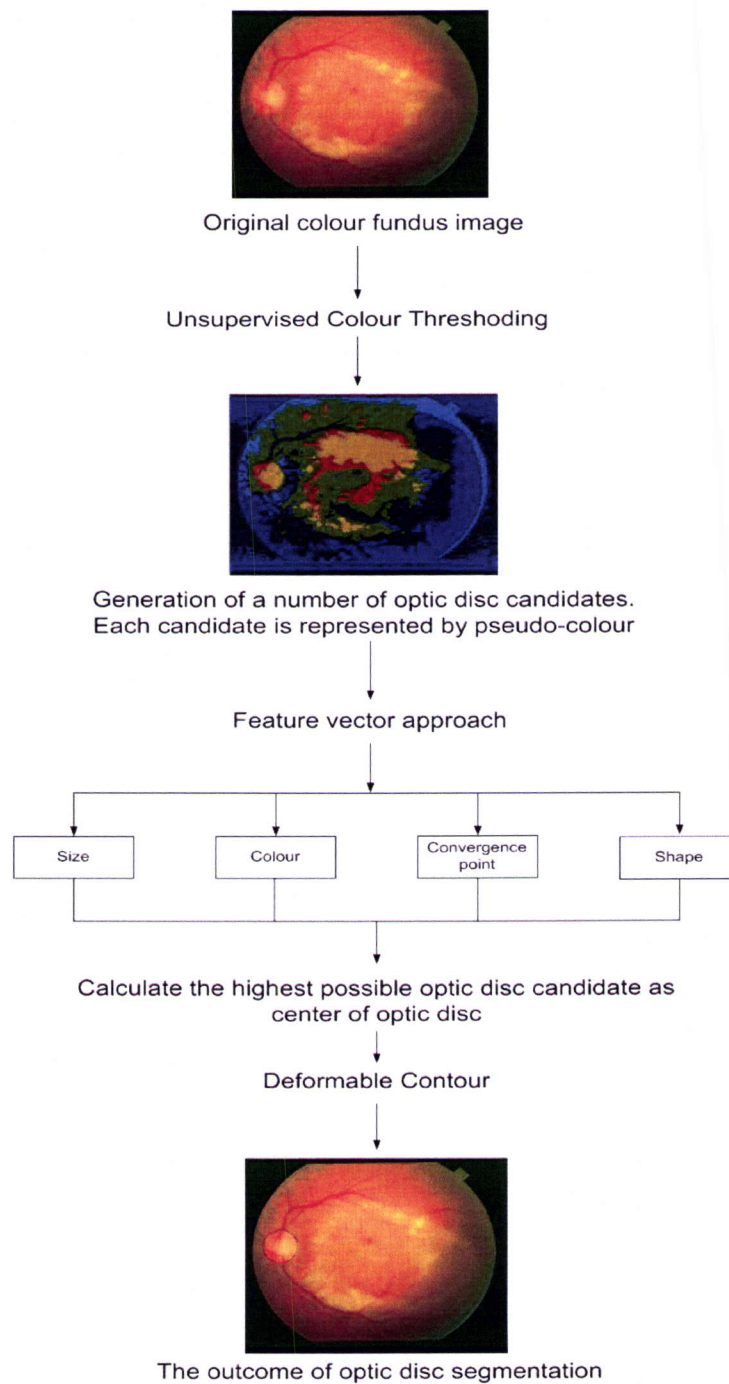 Original colour fundus image
Unsupervised Colour Threshoding
Generation of a number of optic disc candidates.
Each candidate is represented by pseudo-colour
Feature vector approach
Size
Colour
Convergence
point
Shape
Calculate the highest possible optic disc candidate as
center of optic disc
Deformable Contour
The outcome of optic disc segmentation